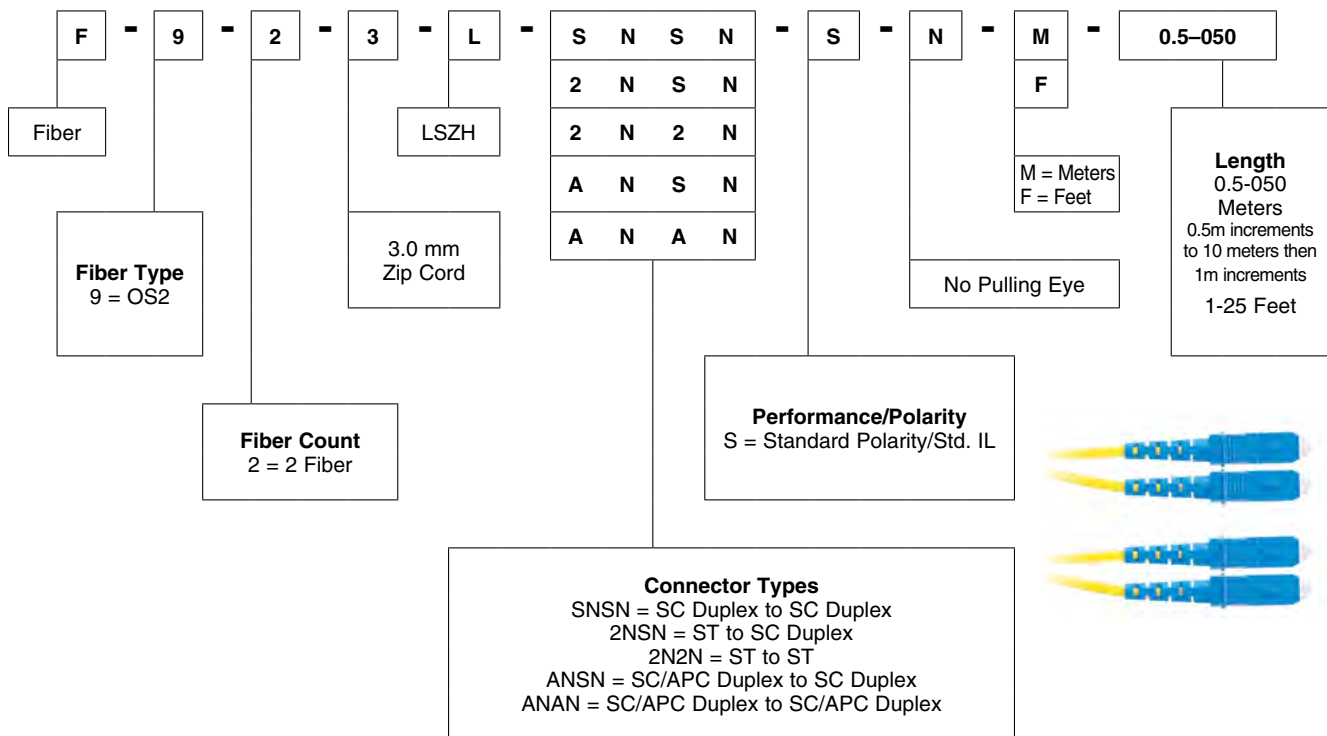 F - 9 - 2 - 3 - L - S N S N - S - N - M - 0.5–050
2 N S N F
Fiber LSZH 2 N 2 N
A N S N
A N A N
M = Meters
F = Feet
Length
0.5-050
Meters
0.5m increments
to 10 meters then
1m increments
1-25 Feet
Fiber Type
9 = OS2
3.0 mm
Zip Cord
No Pulling Eye
Fiber Count
2 = 2 Fiber
Performance/Polarity
S = Standard Polarity/Std. IL
Connector Types
SNSN = SC Duplex to SC Duplex
2NSN = ST to SC Duplex
2N2N = ST to ST
ANSN = SC/APC Duplex to SC Duplex
ANAN = SC/APC Duplex to SC/APC Duplex